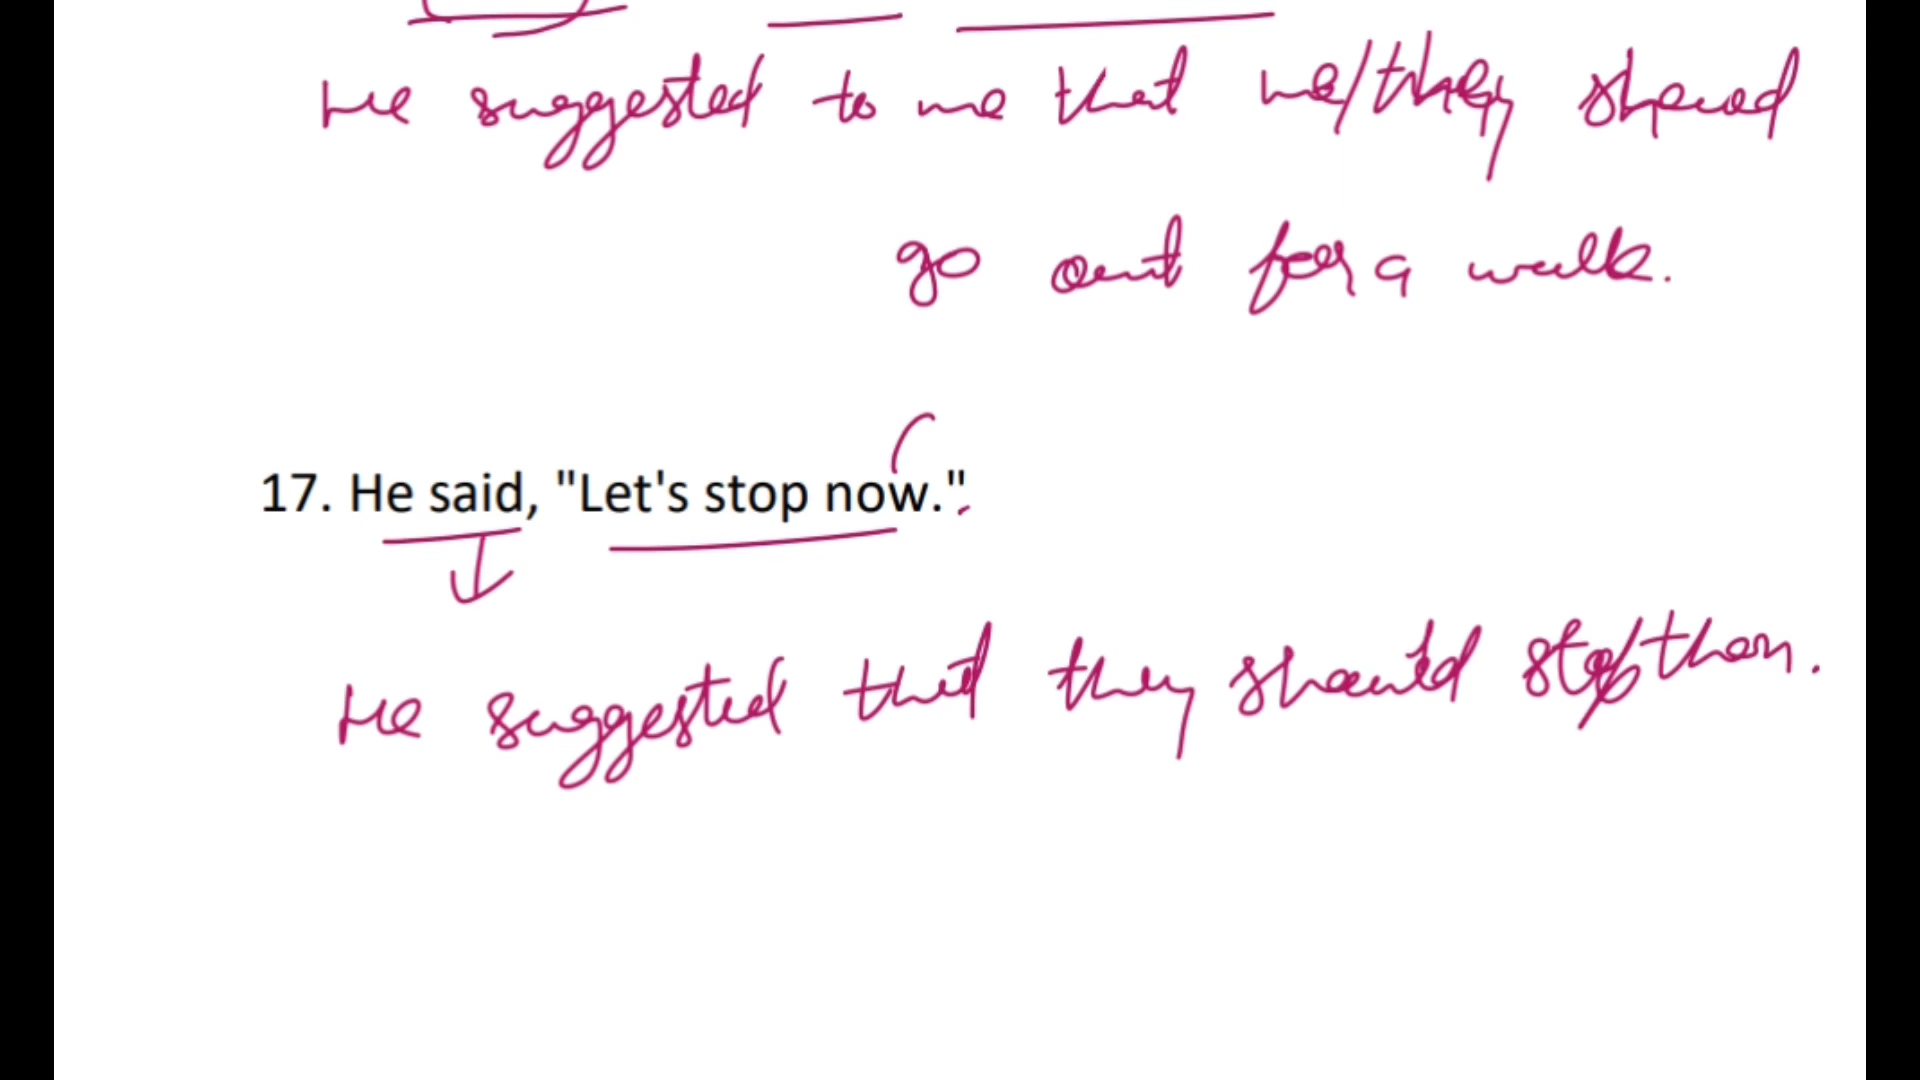 He suggested to me that we/they should
go out for a walk.
17. He said, "Let's stop now."
He suggested that they should stop then.